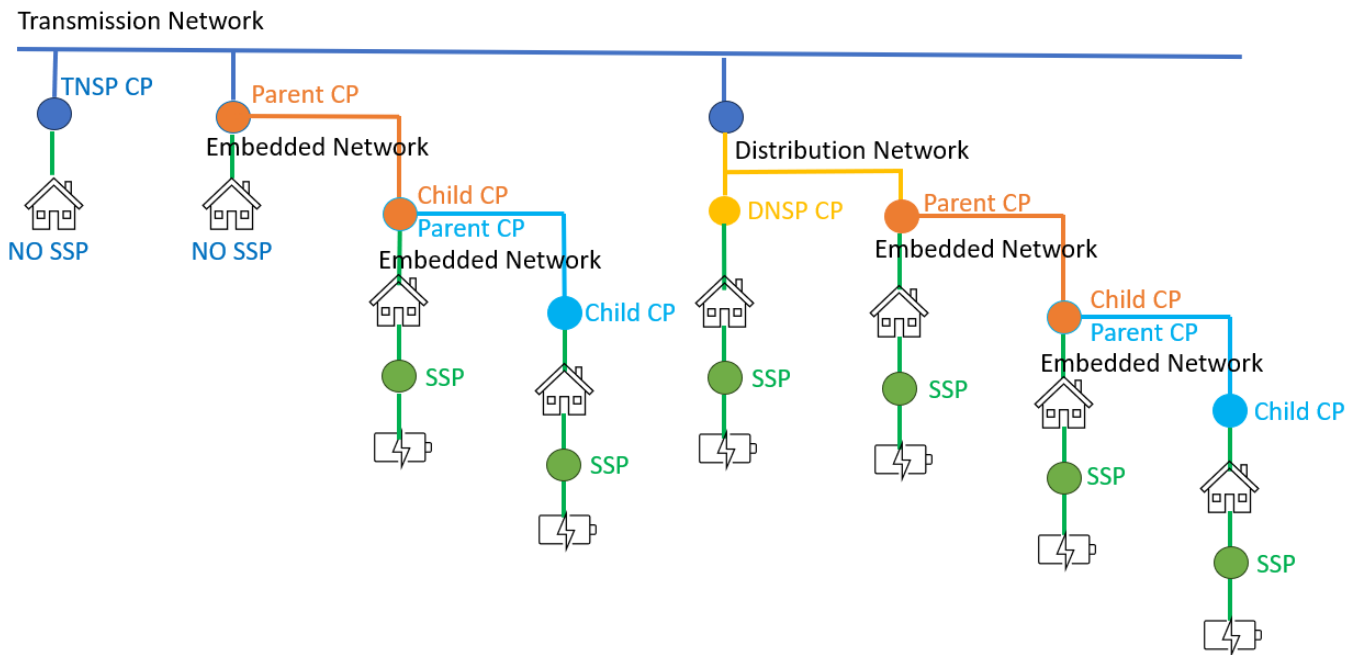 Transmission Network
TNSP CP
Parent CP
Embedded Network
NO SSP
NO SSP
Child CP
Parent CP
Embedded Network
Child CP
SSP
SSP
Distribution Network
DNSP CP
Parent CP
Embedded Network
SSP
SSP
Child CP
Parent CP
Embedded Network
Child CP
SSP
SSP